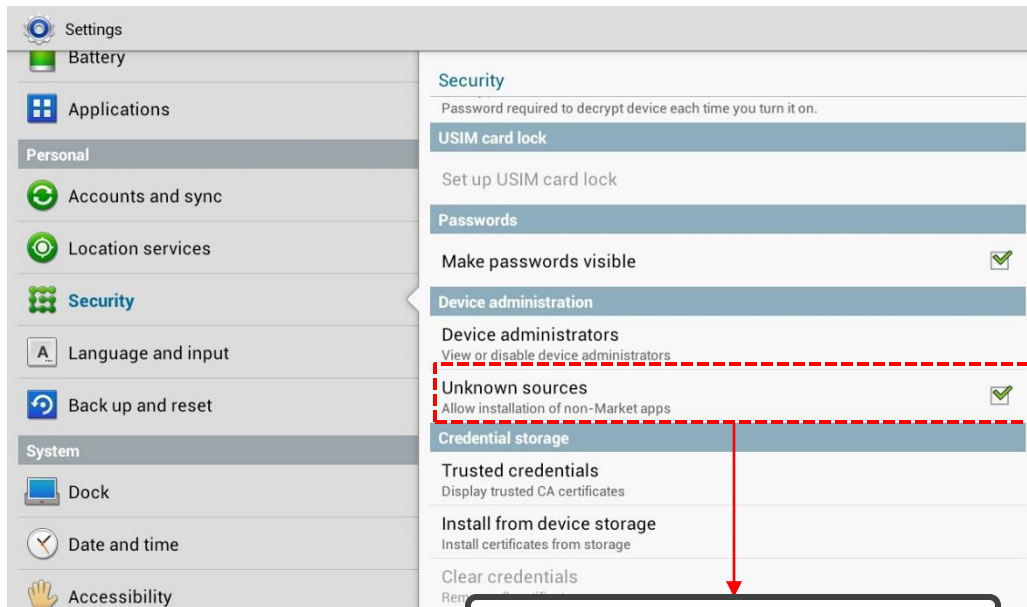 Settings
Battery
Applications
Personal
Accounts and sync
Location services
Security
Language and input
Back up and reset
System
Dock
Date and time
Accessibility
Security
Password required to decrypt device each time you turn it on.
USIM card lock
Set up USIM card lock
Passwords
Make passwords visible
Device administration
Device administrators
View or disable device administrators
Unknown sources
Allow installation of non-Market apps
Credential storage
Trusted credentials
Display trusted CA certificates
Install from device storage
Install certificates from storage
Clear credentials